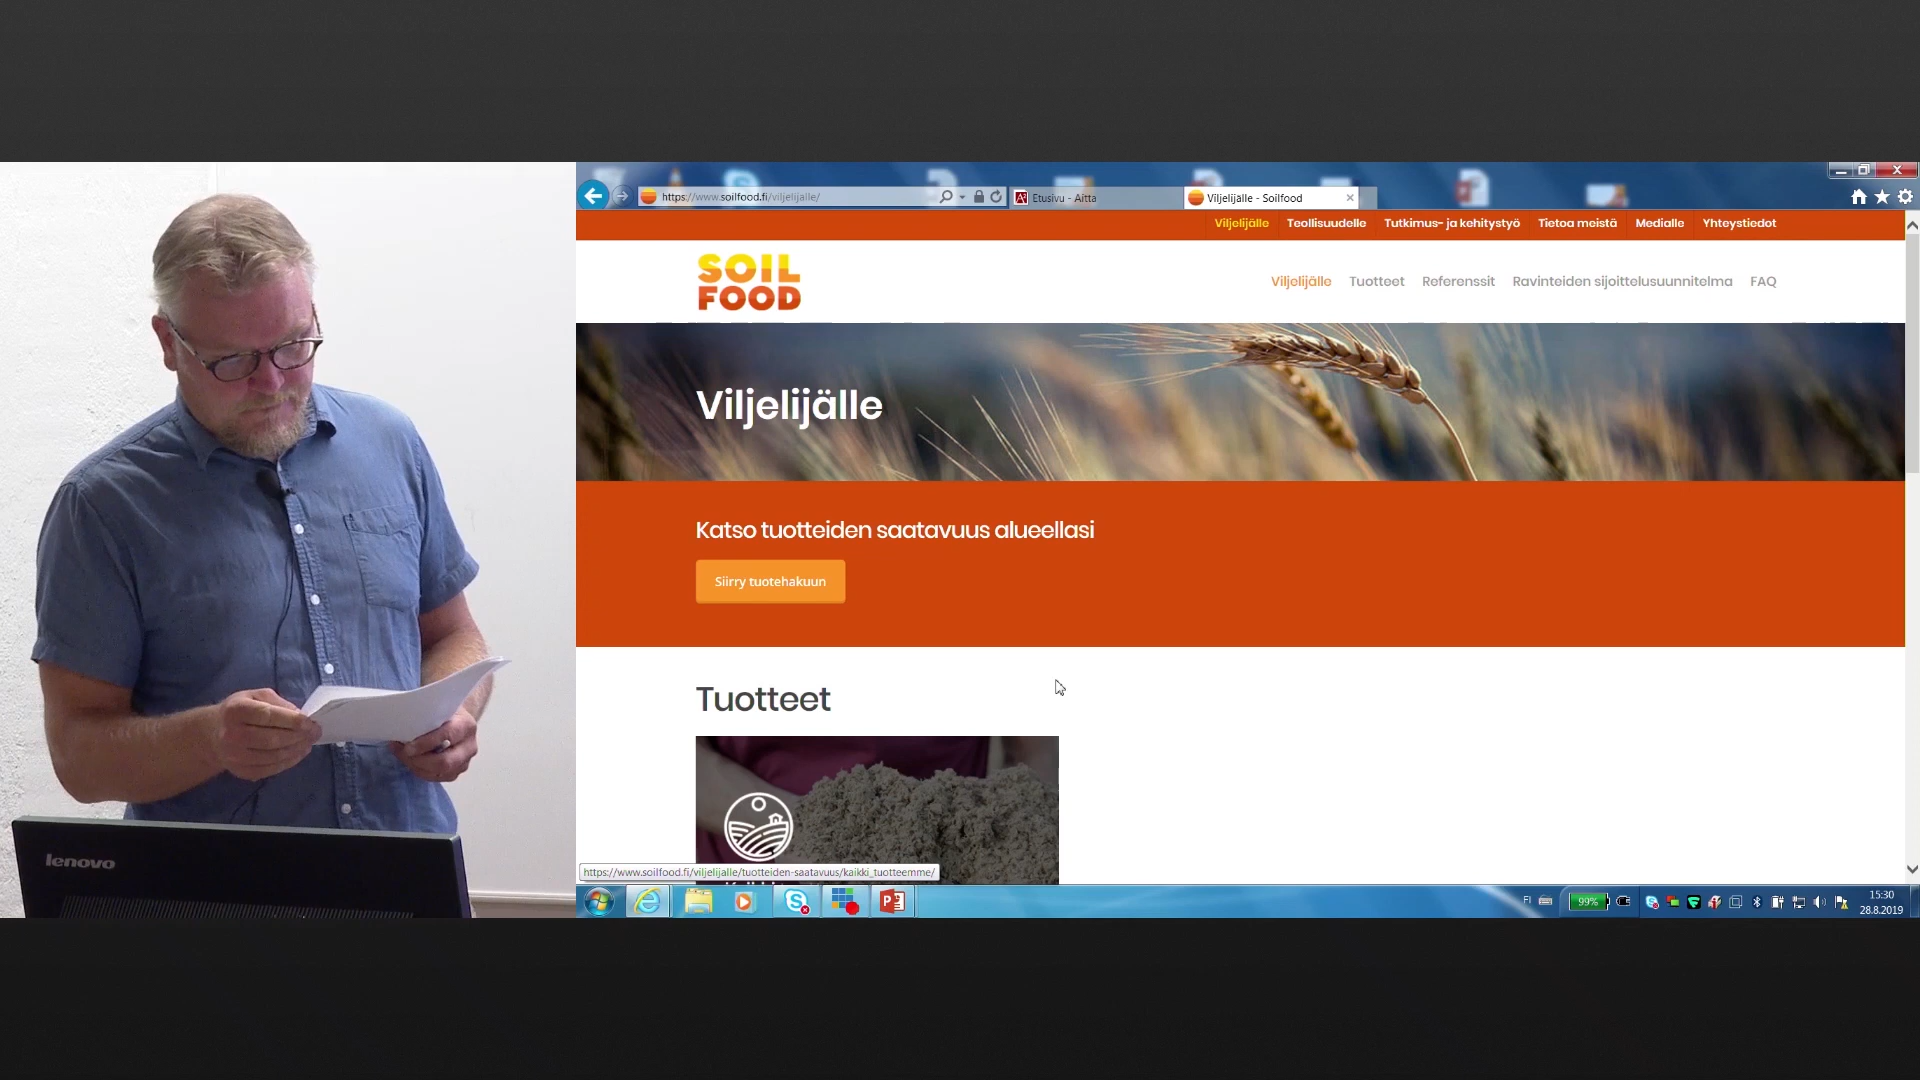 https://www.soilfood.fi/viljelijalle/
Etusivu - Aitta
Viljelijälle - Soilfood
Viljelijälle
Teollisuudelle
Tutkimus- ja kehitystyö
Tietoa meistä
Medialle
Yhteystiedot
SOIL
FOOD
Viljelijälle
Tuotteet
Referenssit
Ravinteiden sijoittelusuunnitelma
FAQ
Viljelijälle
Katso tuotteiden saatavuus alueellasi
Siirry tuotehakuun
Tuotteet
https://www.soilfood.fi/viljelijalle/tuotteiden-saatavuus/kaikki_tuotteemme/
FI
99%
15:30
28.8.2019
lenovo